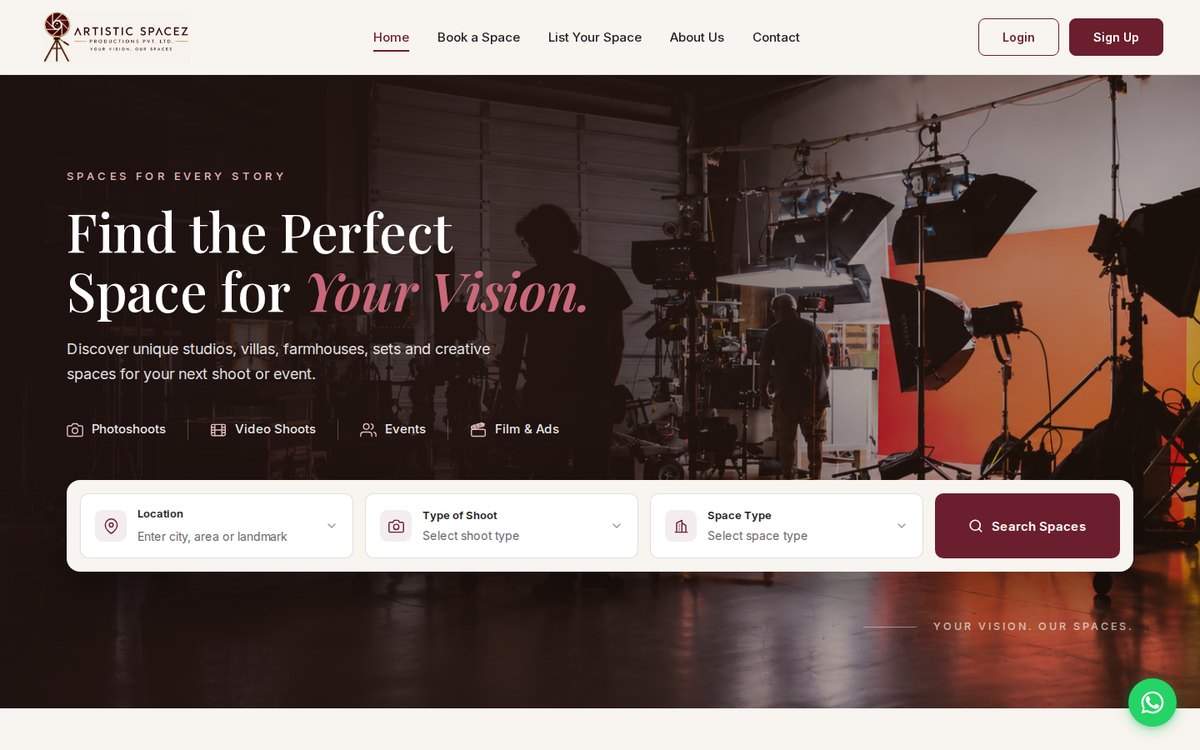 ARTISTIC SPACEZ
PRODUCTIONS PVT. LTD.
YOUR VISION, OUR SPACES
Home
Book a Space
List Your Space
About Us
Contact
Login
Sign Up
SPACES FOR EVERY STORY
Find the Perfect
Space for Your Vision.
Discover unique studios, villas, farmhouses, sets and creative
spaces for your next shoot or event.
Photoshoots
Video Shoots
Events
Film & Ads
Location
Enter city, area or landmark
Type of Shoot
Select shoot type
Space Type
Select space type
Search Spaces
YOUR VISION. OUR SPACES.